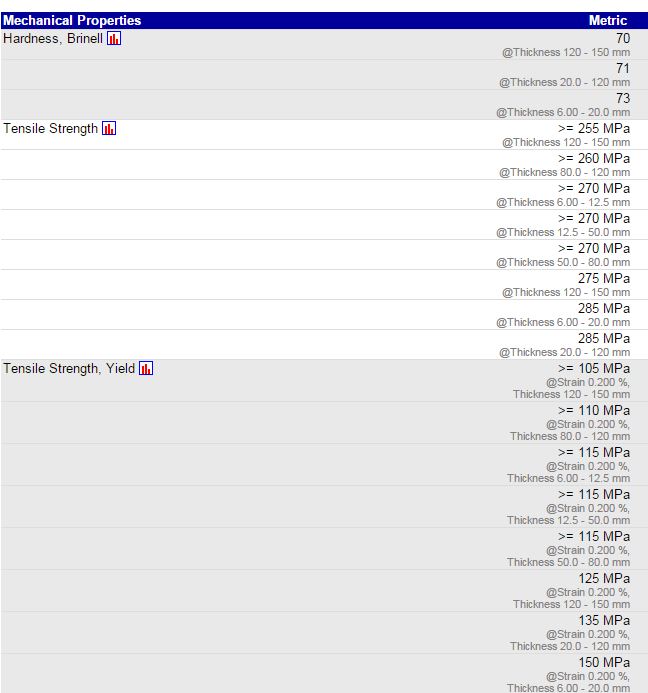 Mechanical Properties Metric
Hardness, Brinell 70
@Thickness 120 - 150 mm
71
@Thickness 20.0 - 120 mm
73
@Thickness 6.00 - 20.0 mm
Tensile Strength >= 255 MPa
@Thickness 120 - 150 mm
>= 260 MPa
@Thickness 80.0 - 120 mm
>= 270 MPa
@Thickness 6.00 - 12.5 mm
>= 270 MPa
@Thickness 12.5 - 50.0 mm
>= 270 MPa
@Thickness 50.0 - 80.0 mm
275 MPa
@Thickness 120 - 150 mm
285 MPa
@Thickness 6.00 - 20.0 mm
285 MPa
@Thickness 20.0 - 120 mm
Tensile Strength, Yield >= 105 MPa
@Strain 0.200 %,
Thickness 120 - 150 mm
>= 110 MPa
@Strain 0.200 %,
Thickness 80.0 - 120 mm
>= 115 MPa
@Strain 0.200 %,
Thickness 6.00 - 12.5 mm
>= 115 MPa
@Strain 0.200 %,
Thickness 12.5 - 50.0 mm
>= 115 MPa
@Strain 0.200 %,
Thickness 50.0 - 80.0 mm
125 MPa
@Strain 0.200 %,
Thickness 120 - 150 mm
135 MPa
@Strain 0.200 %,
Thickness 20.0 - 120 mm
150 MPa
@Strain 0.200 %,
Thickness 6.00 - 20.0 mm